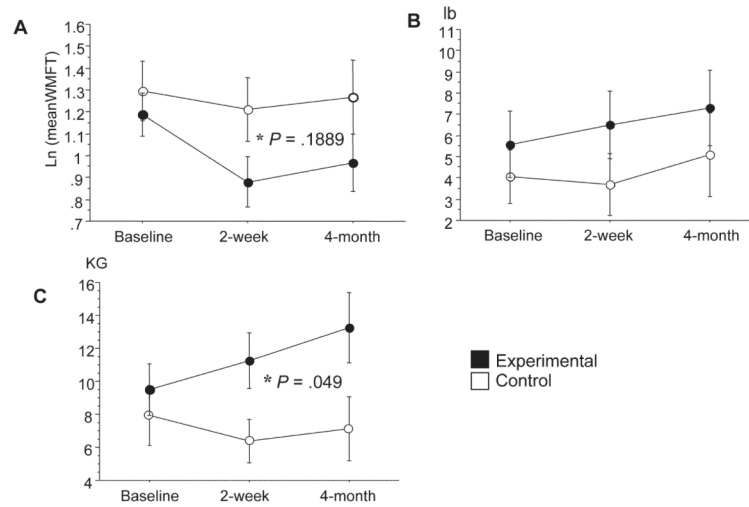 A
Ln (meanWMFT)
1.6
1.5
1.4
1.3
1.2
1.1
1
.9
.8
.7
* P = .1889
Baseline 2-week 4-month
B
lb
11
10
9
8
7
6
5
4
3
2
Baseline 2-week 4-month
C
KG
16
14
12
10
8
6
4
* P = .049
Baseline 2-week 4-month
Experimental
Control